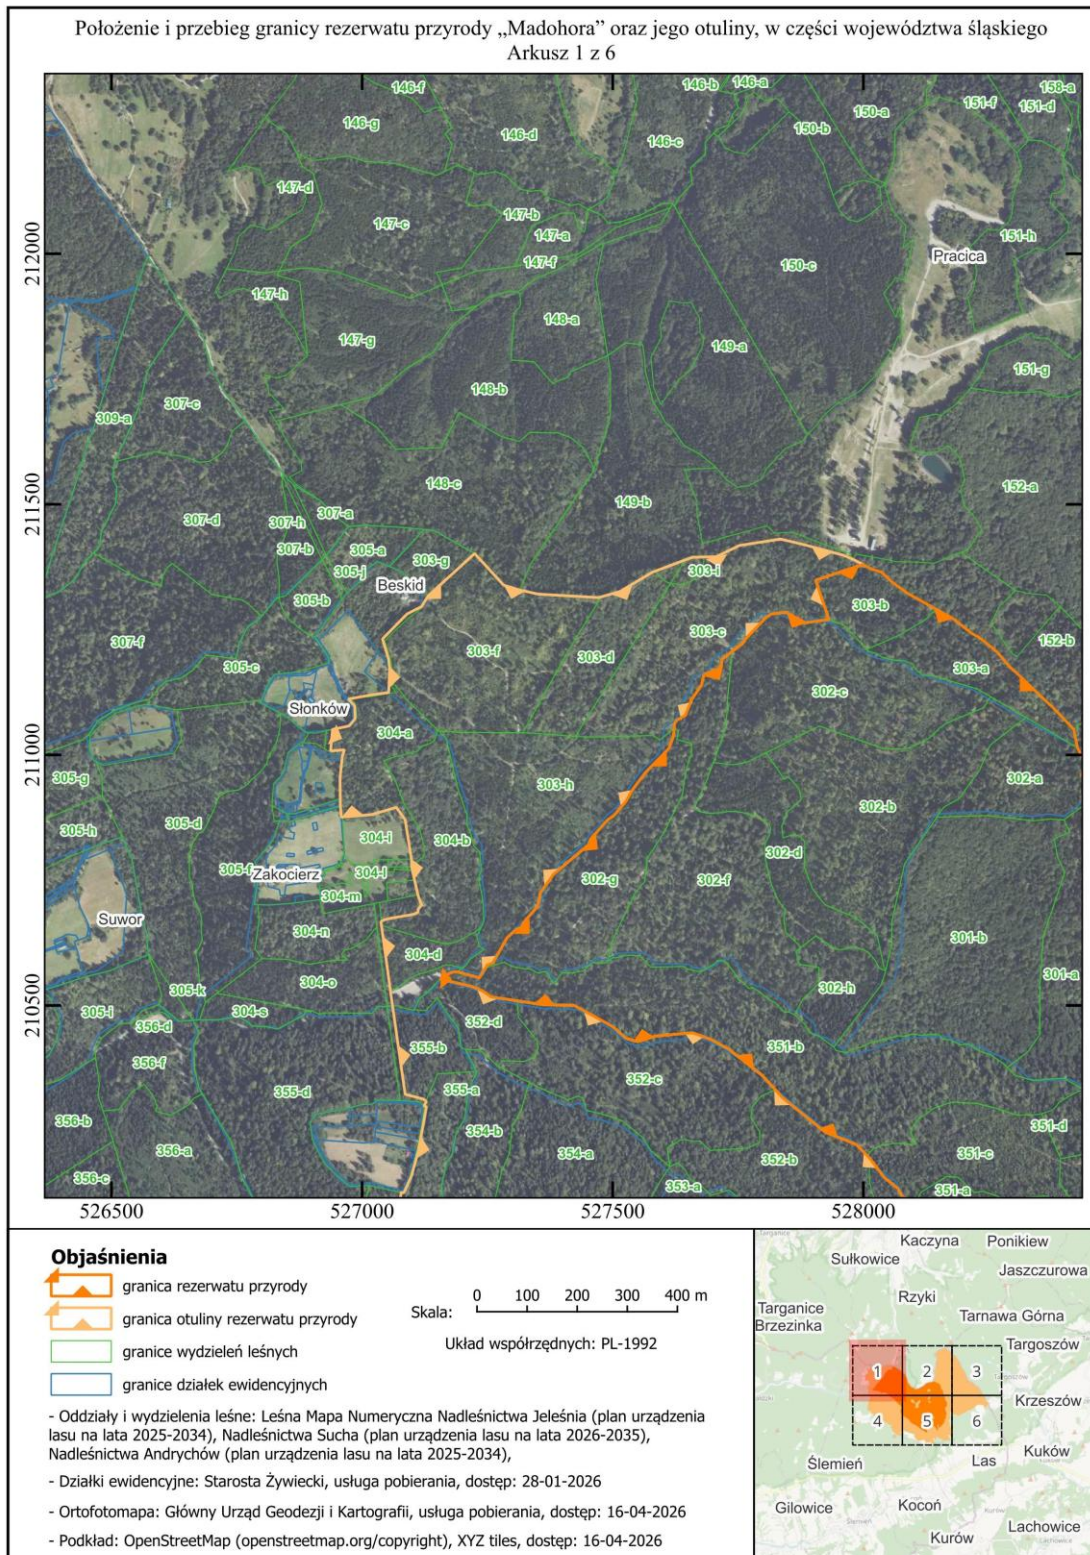 Położenie i przebieg granicy rezerwatu przyrody „Madohora” oraz jego otuliny, w części województwa śląskiego
Arkusz 1 z 6
146-f
146-b
146-a
158-a
146-g
146-d
146-c
150-b
150-a
151-f
151-d
147-d
147-c
147-b
147-a
147-f
150-c
151-h
Pracica
212000
147-h
147-g
148-a
149-a
151-g
148-b
309-a
307-c
148-c
149-b
152-a
211500
307-d
307-h
307-a
307-b
305-a
303-g
305-j
Beskid
303-i
305-b
303-b
307-f
303-c
152-b
305-c
303-f
303-d
303-a
302-c
Słonków
304-a
211000
305-g
303-h
302-a
302-b
305-h
305-d
304-i
304-b
302-d
305-f
Zakocierz
304-l
302-g
302-f
304-m
Suwor
304-n
301-b
304-d
304-o
301-a
305-k
302-h
210500
305-i
304-s
356-d
352-d
356-f
355-b
351-b
355-d
352-c
355-a
356-b
354-b
351-d
356-a
354-a
352-b
351-c
356-c
353-a
351-a
526500
527000
527500
528000
Objaśnienia
granica rezerwatu przyrody
granica otuliny rezerwatu przyrody
granice wydzieleń leśnych
granice działek ewidencyjnych
Skala:
0 100 200 300 400 m
Układ współrzędnych: PL-1992
- Oddziały i wydzielenia leśne: Leśna Mapa Numeryczna Nadleśnictwa Jeleśnia (plan urządzenia
lasu na lata 2025-2034), Nadleśnictwa Sucha (plan urządzenia lasu na lata 2026-2035),
Nadleśnictwa Andrychów (plan urządzenia lasu na lata 2025-2034),
- Działki ewidencyjne: Starosta Żywiecki, usługa pobierania, dostęp: 28-01-2026
- Ortofotomapa: Główny Urząd Geodezji i Kartografii, usługa pobierania, dostęp: 16-04-2026
- Podkład: OpenStreetMap (openstreetmap.org/copyright), XYZ tiles, dostęp: 16-04-2026
Kaczyna
Ponikiew
Sułkowice
Jaszczurowa
Rzyki
Targanice
Brzezinka
Tarnawa Górna
Targoszów
1
2
3
Krzeszów
4
5
6
Kuków
Ślemień
Las
Gilowice
Kocoń
Lachowice
Kurów